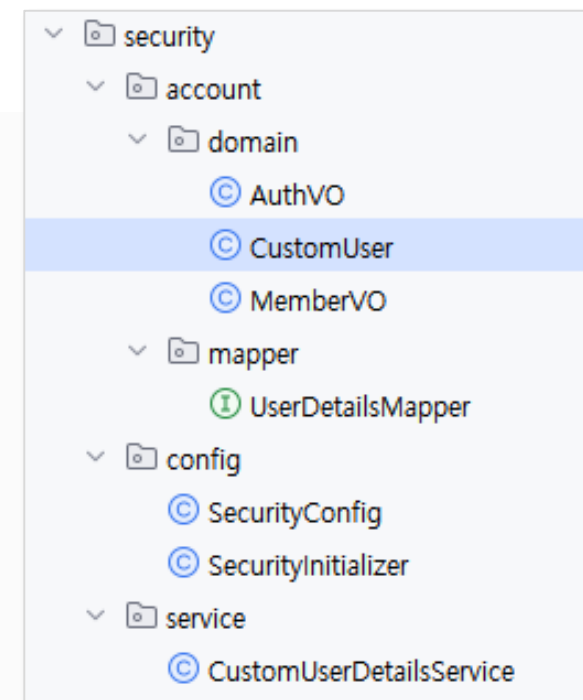 security
account
domain
AuthVO
CustomUser
MemberVO
mapper
UserDetailsMapper
config
SecurityConfig
SecurityInitializer
service
CustomUserDetailsService